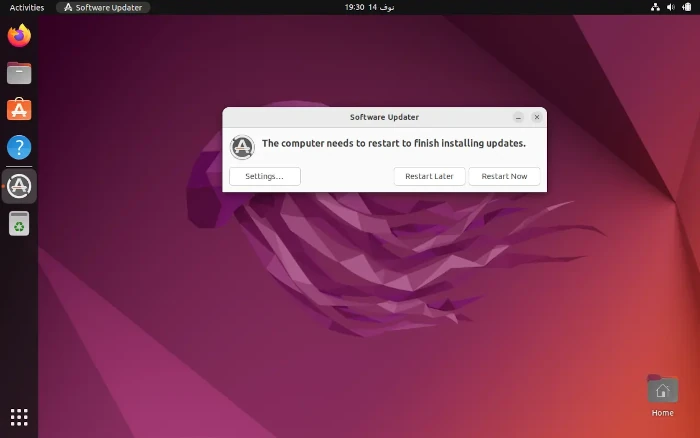 Activities
Software Updater
19:30 14 نوف
Software Updater
The computer needs to restart to finish installing updates.
Settings...
Restart Later
Restart Now
Home